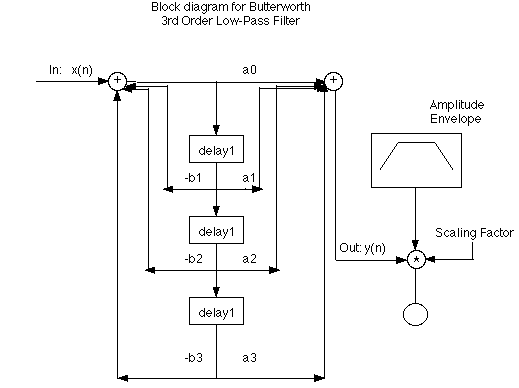 Block diagram for Butterworth
3rd Order Low-Pass Filter
In: x(n)
+
a0
+
Amplitude
Envelope
delay1
-b1 a1
delay1
Scaling Factor
Out: y(n)
*
-b2 a2
delay1
-b3 a3